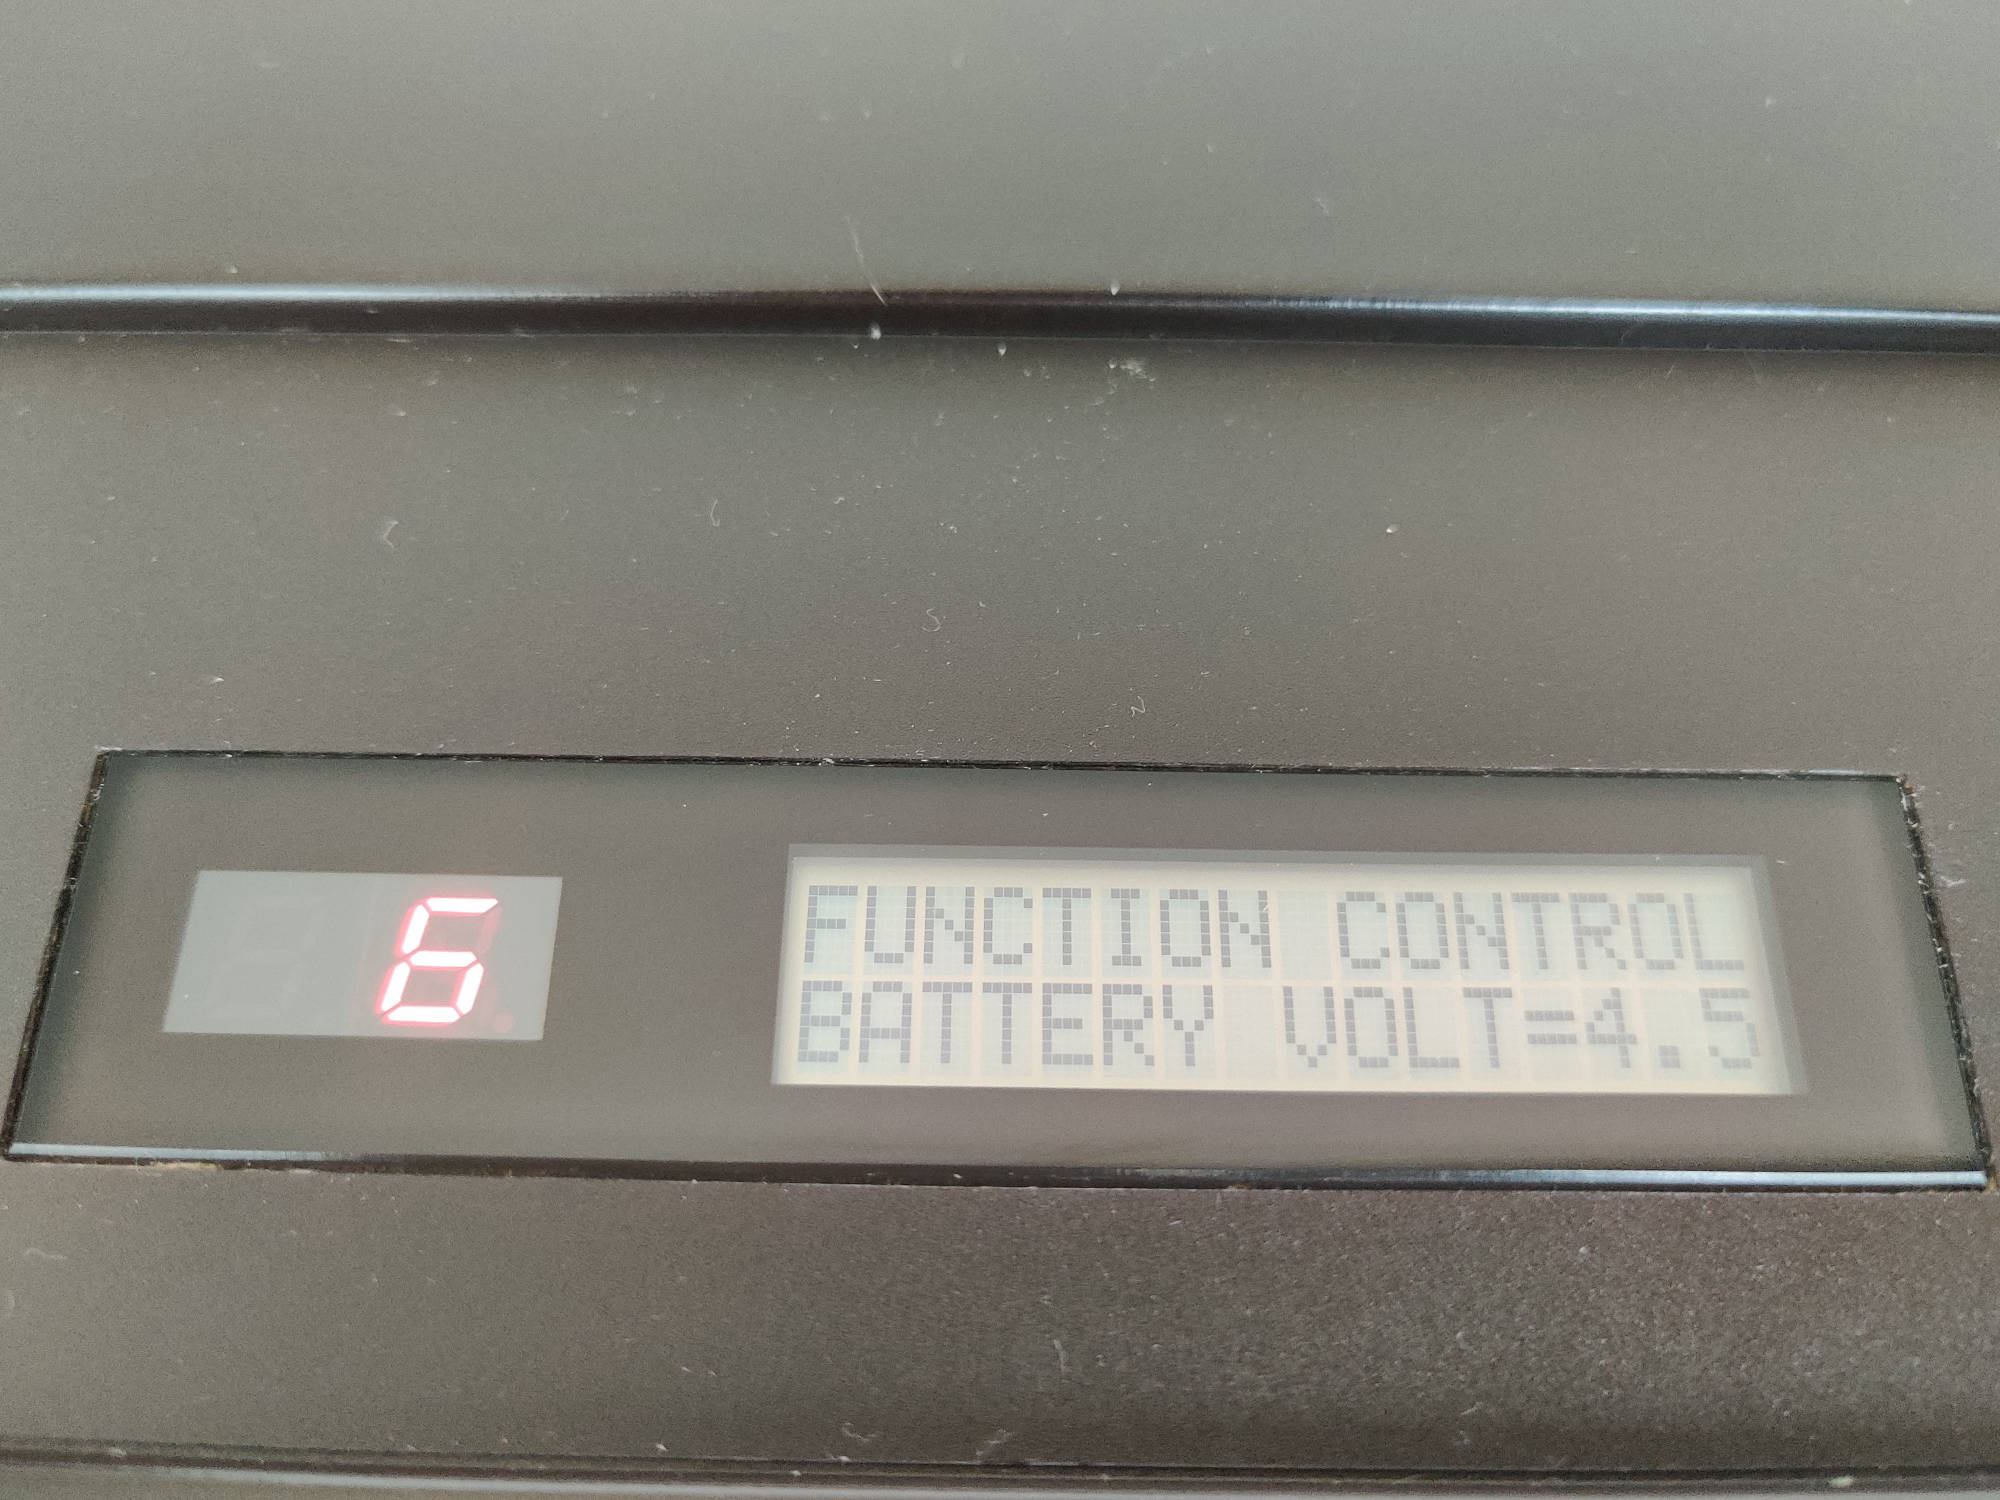 6
FUNCTION CONTROL
BATTERY VOLT=4.5